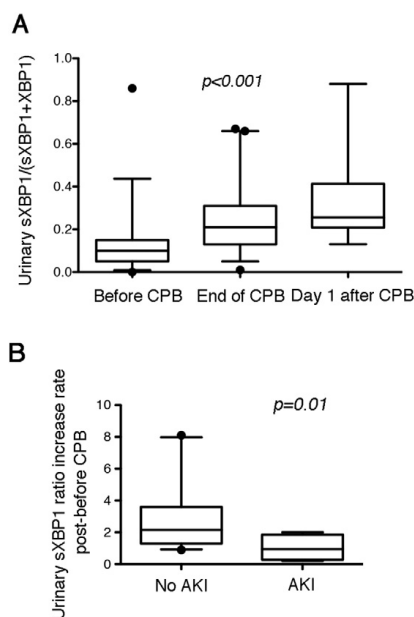 A
Urinary sXBP1/(sXBP1+XBP1)
1.0
0.8
0.6
0.4
0.2
0.0
p<0.001
Before CPB
End of CPB
Day 1 after CPB
B
Urinary sXBP1 ratio increase rate
post-before CPB
10
8
6
4
2
0
p=0.01
No AKI
AKI